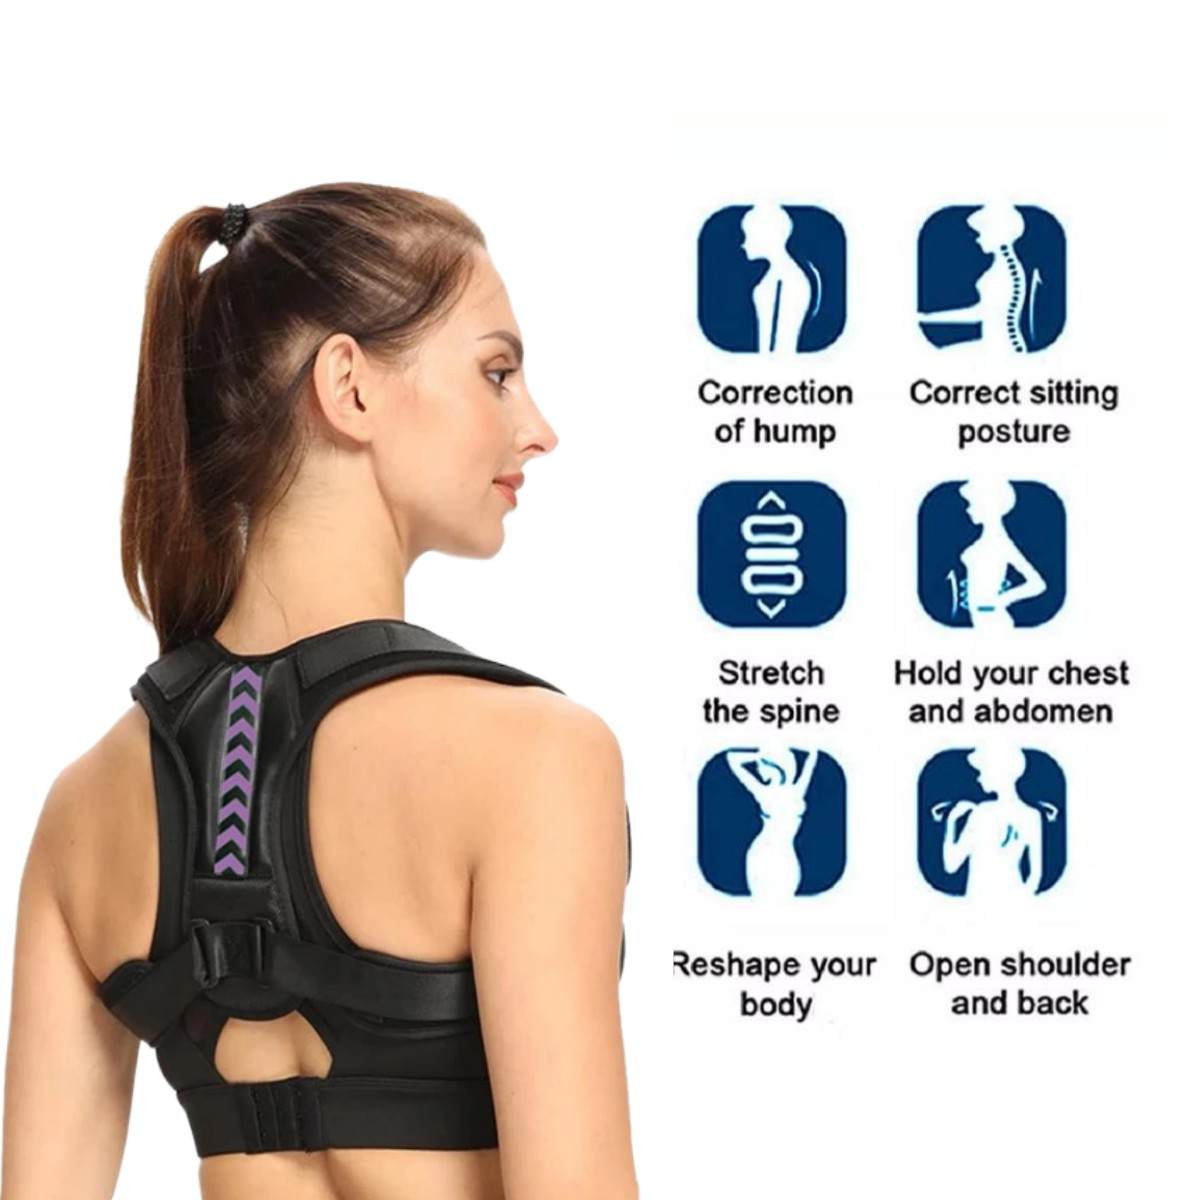 Correction
of hump
Correct sitting
posture
Stretch
the spine
Hold your chest
and abdomen
Reshape your
body
Open shoulder
and back